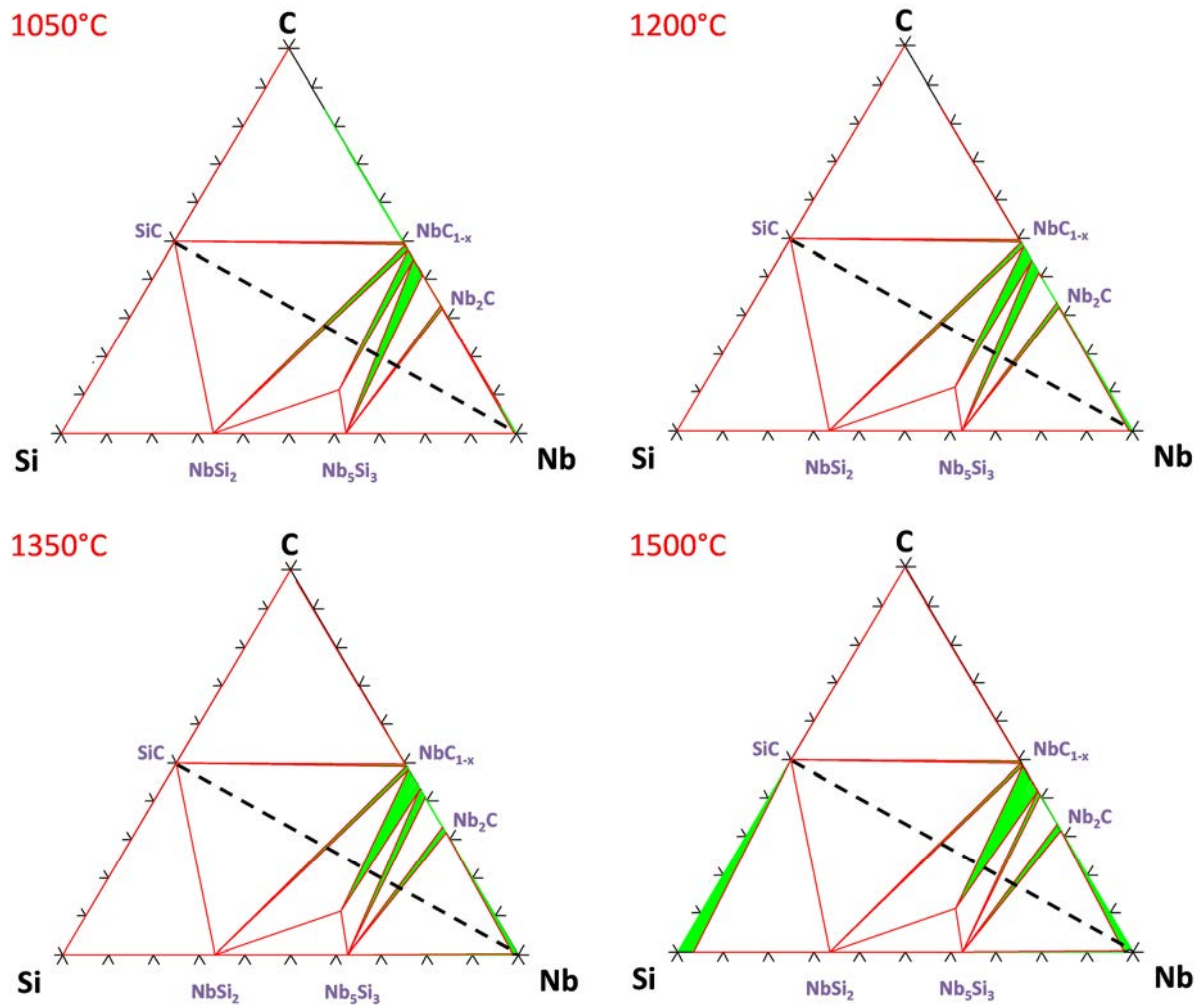 1050°C
C
SiC
NbC₁₋ₓ
Nb₂C
Si
NbSi₂
Nb₅Si₃
Nb
1200°C
C
SiC
NbC₁₋ₓ
Nb₂C
Si
NbSi₂
Nb₅Si₃
Nb
1350°C
C
SiC
NbC₁₋ₓ
Nb₂C
Si
NbSi₂
Nb₅Si₃
Nb
1500°C
C
SiC
NbC₁₋ₓ
Nb₂C
Si
NbSi₂
Nb₅Si₃
Nb